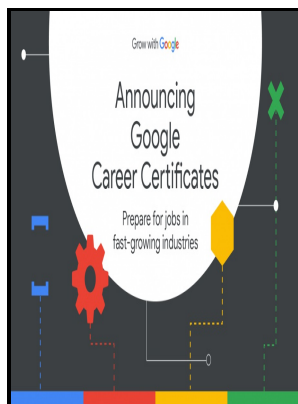 Grow with Google
Announcing
Google
Career Certificates
Prepare for jobs in
fast-growing industries